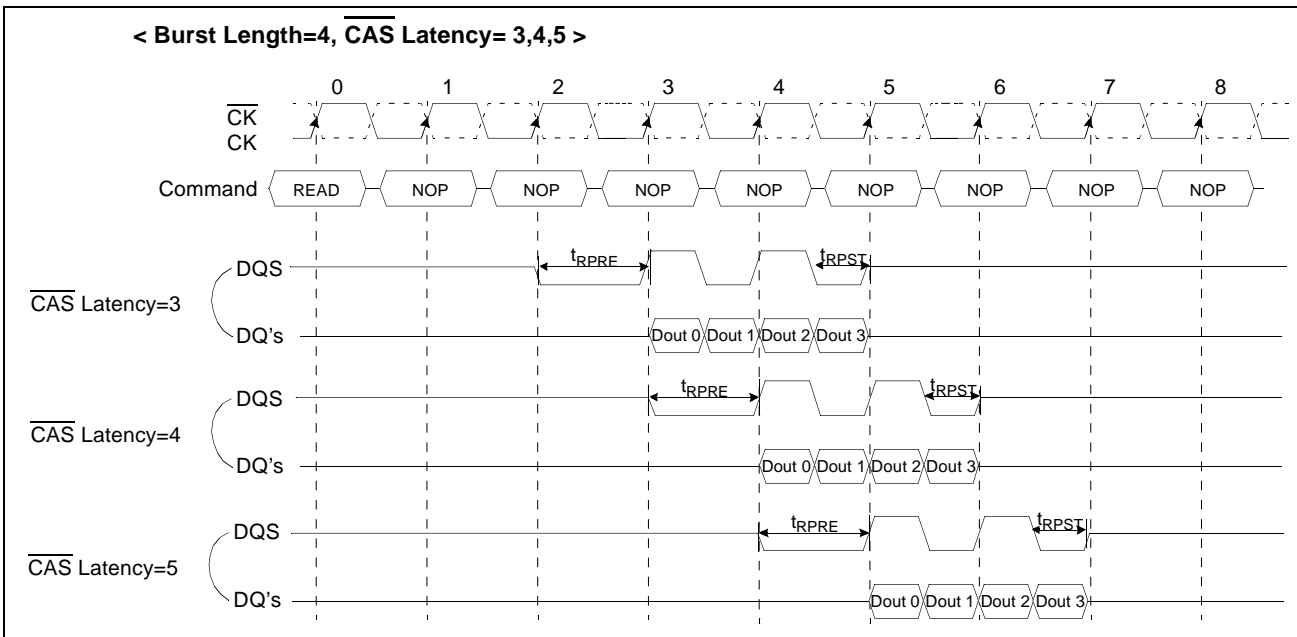 < Burst Length=4, CAS Latency= 3,4,5 >
0 1 2 3 4 5 6 7 8
CK
CK
Command READ NOP NOP NOP NOP NOP NOP NOP NOP
DQS tRPRE tRPST
CAS Latency=3
DQ's Dout 0 Dout 1 Dout 2 Dout 3
DQS tRPRE tRPST
CAS Latency=4
DQ's Dout 0 Dout 1 Dout 2 Dout 3
DQS tRPRE tRPST
CAS Latency=5
DQ's Dout 0 Dout 1 Dout 2 Dout 3